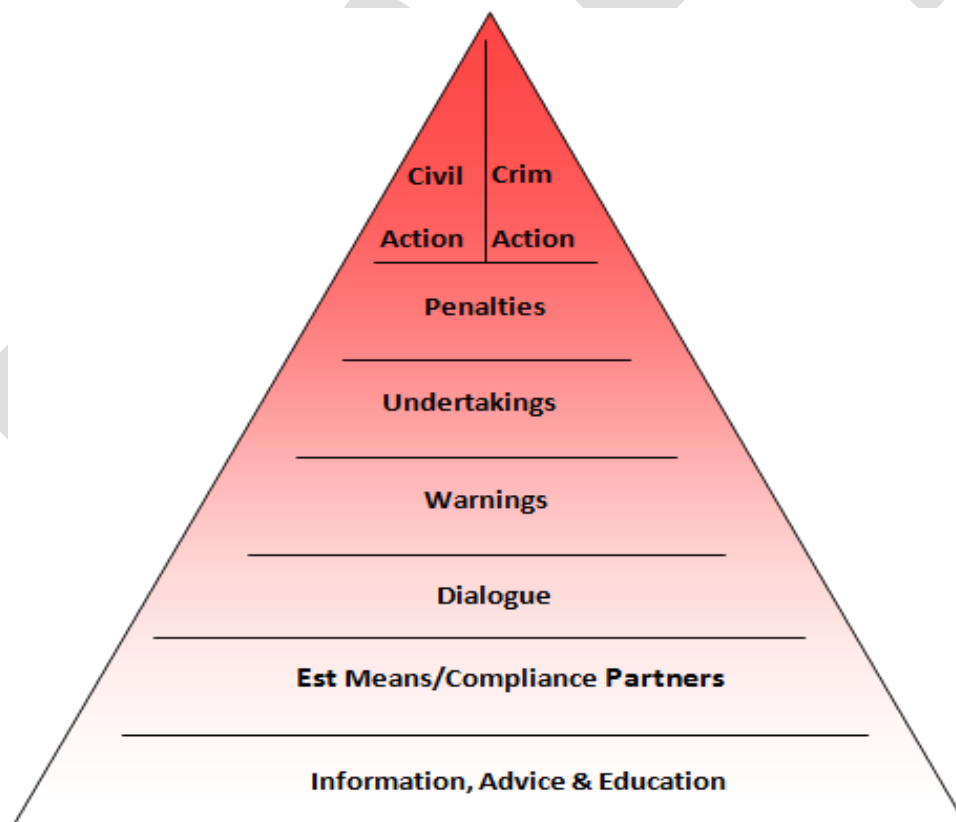 Civil Crim
Action Action
Penalties
Undertakings
Warnings
Dialogue
Est Means/Compliance Partners
Information, Advice & Education